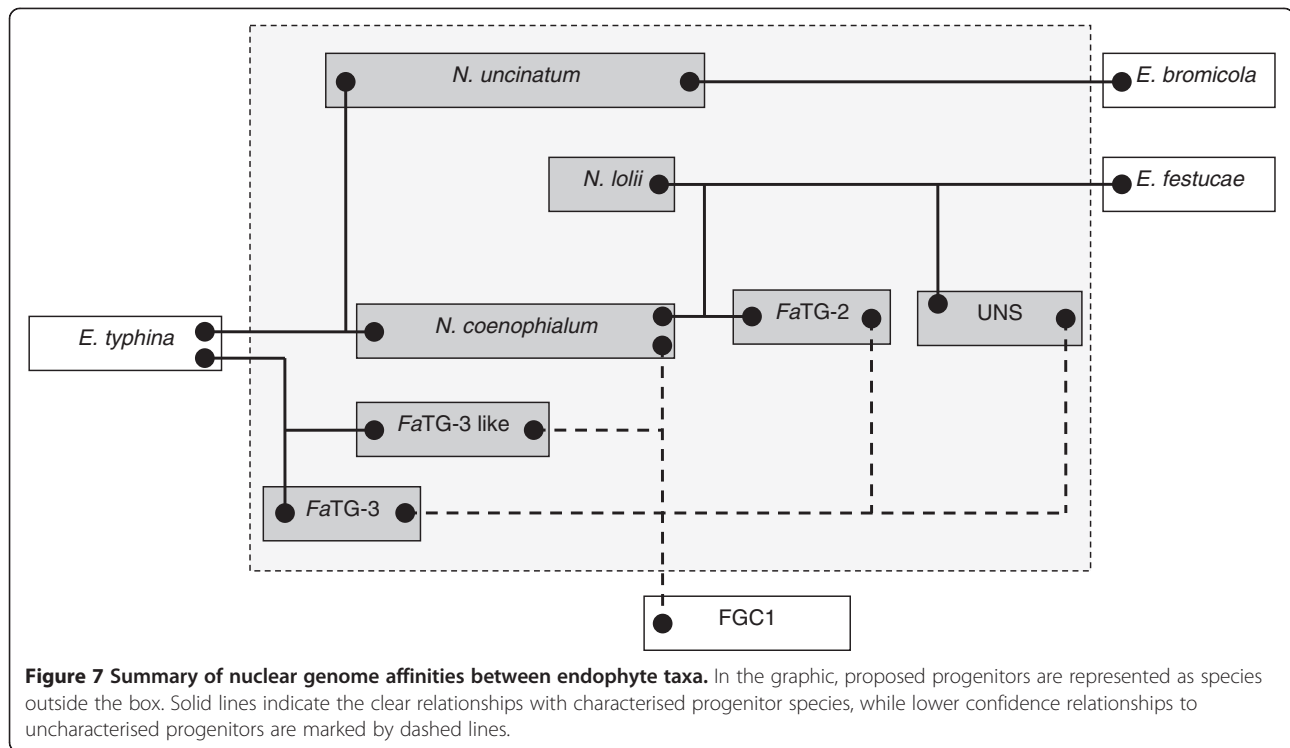 N. uncinatum
E. bromicola
N. lolii
E. festucae
E. typhina
N. coenophialum
FaTG-2
UNS
FaTG-3 like
FaTG-3
FGC1
Figure 7 Summary of nuclear genome affinities between endophyte taxa. In the graphic, proposed progenitors are represented as species
outside the box. Solid lines indicate the clear relationships with characterised progenitor species, while lower confidence relationships to
uncharacterised progenitors are marked by dashed lines.